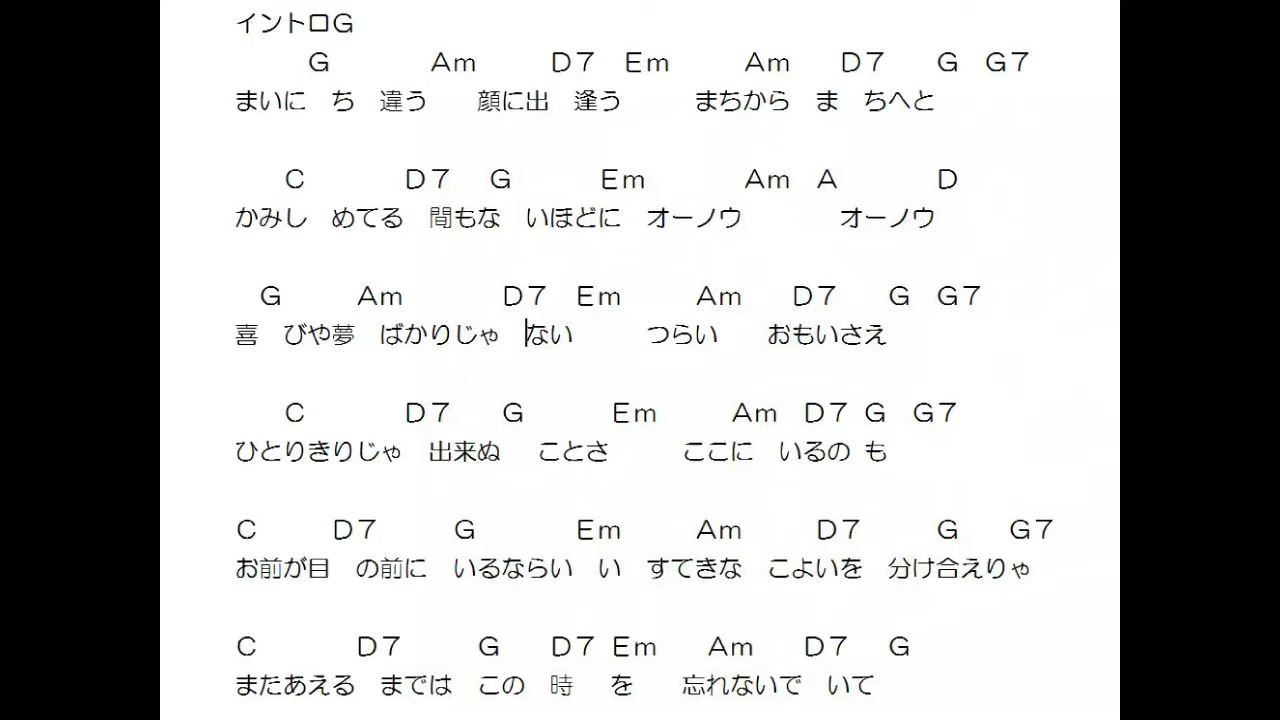 イントロG
G Am D7 Em Am D7 G G7
まいに ち 違う 顔に出 逢う まちから ま ちへと
C D7 G Em Am A D
かみし めてる 間もな いほどに オーノウ オーノウ
G Am D7 Em Am D7 G G7
喜 びや夢 ばかりじゃ ない つらい おもいさえ
C D7 G Em Am D7 G G7
ひとりきりじゃ 出来ぬ ことさ ここに いるの も
C D7 G Em Am D7 G G7
お前が目 の前に いるならい い すてきな こよいを 分け合えりゃ
C D7 G D7 Em Am D7 G
またあえる までは この 時 を 忘れないで いて